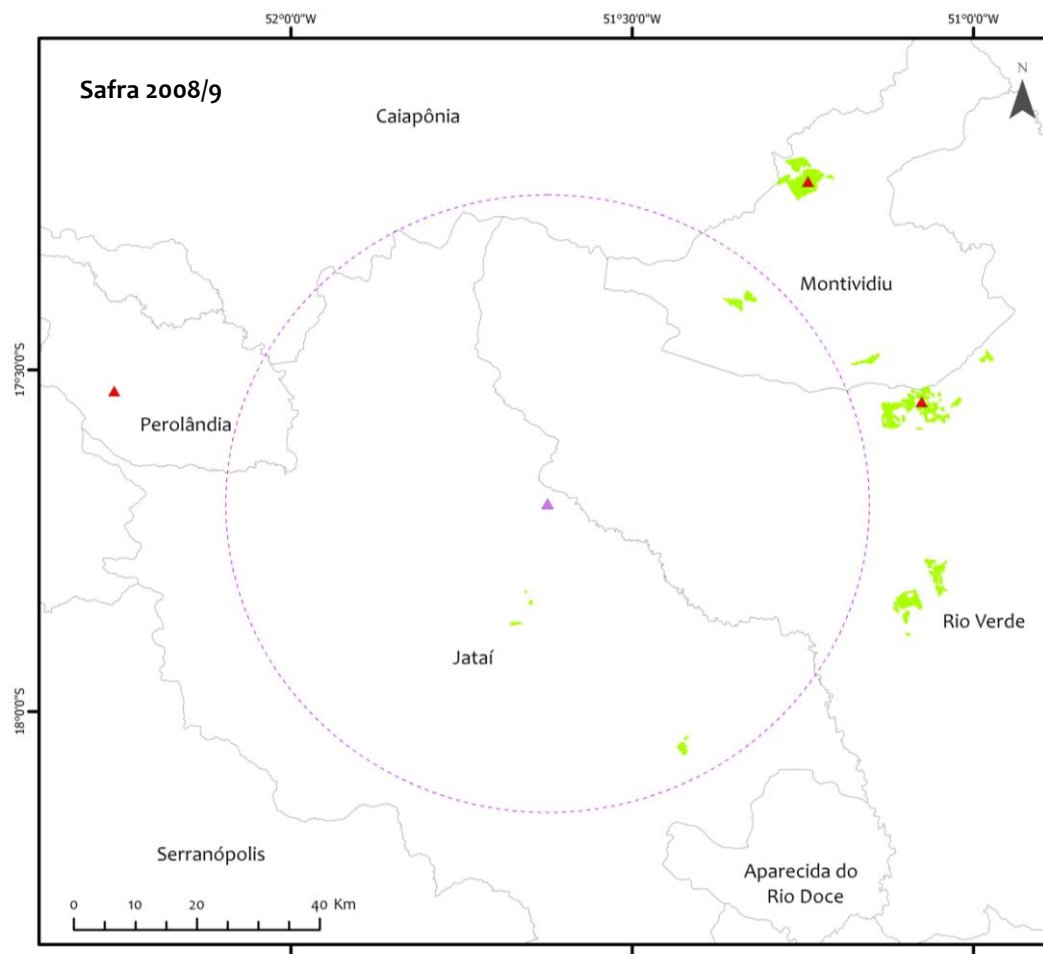 52°0'0"W
51°30'0"W
51°0'0"W
Safra 2008/9
N
Caiapônia
Montividiu
17°30'0"S
Perolândia
Rio Verde
Jataí
18°0'0"S
Serranópolis
Aparecida do
Rio Doce
0 10 20 40 Km